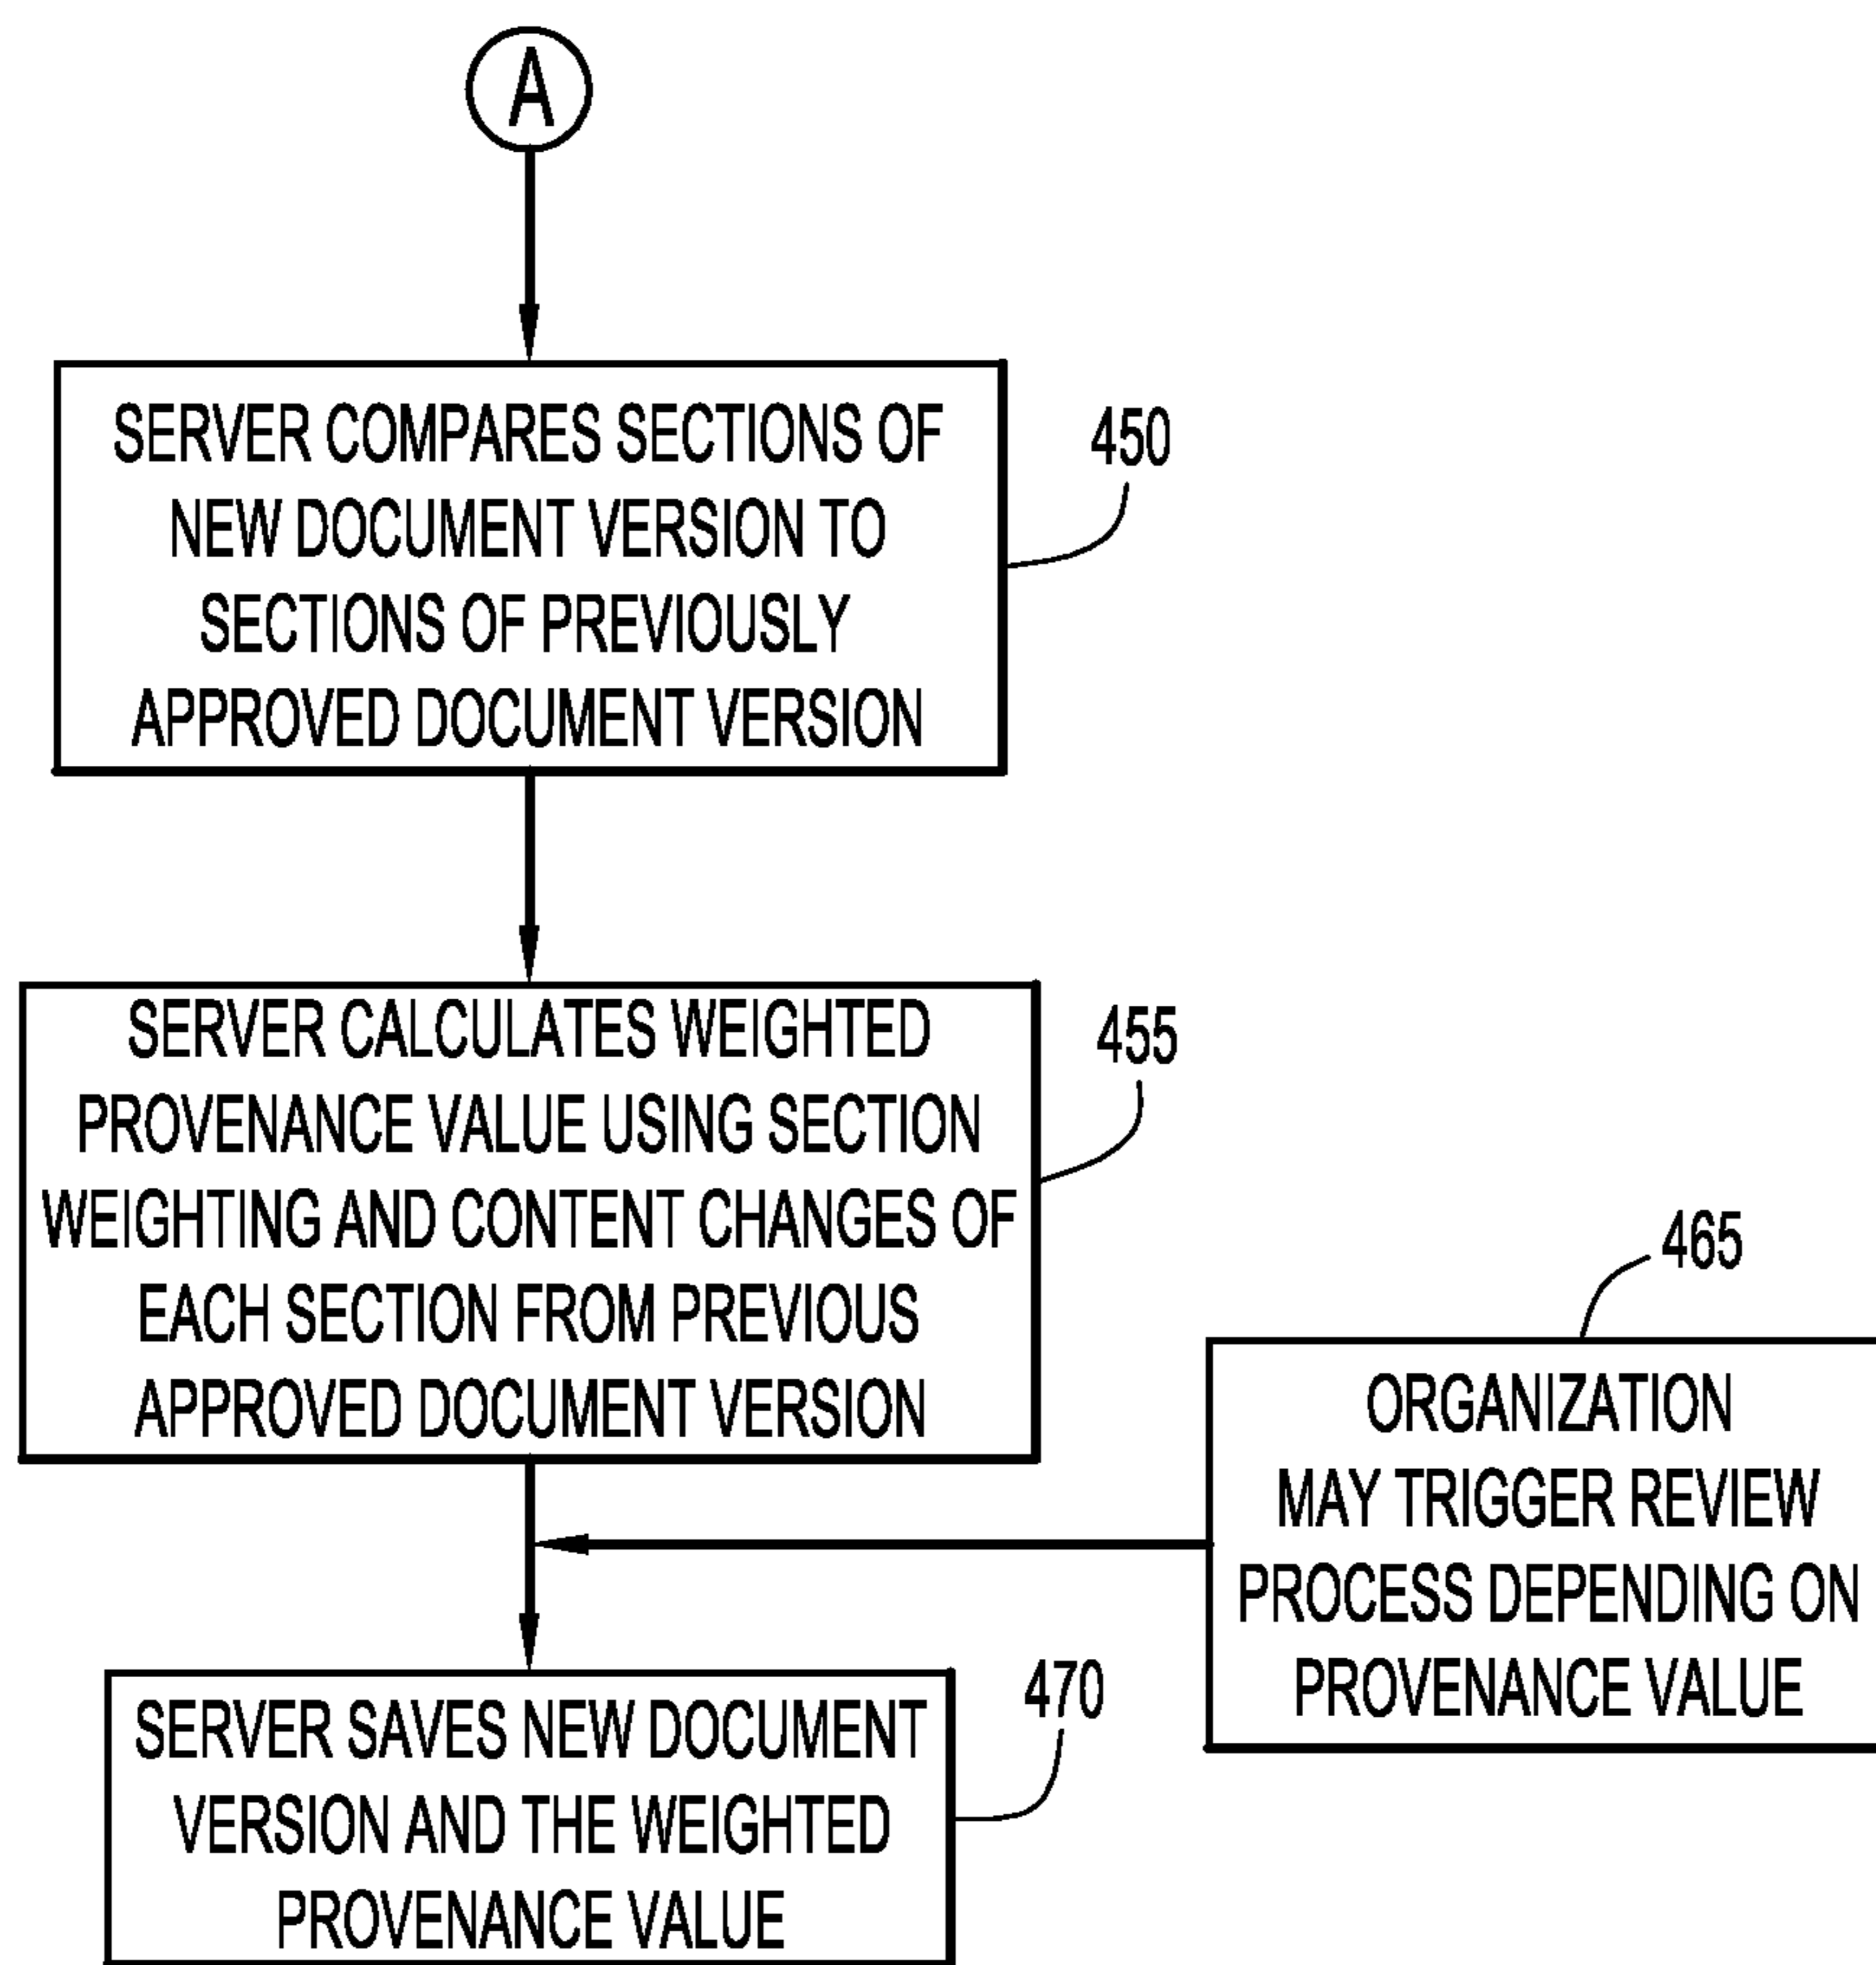 A
SERVER COMPARES SECTIONS OF
NEW DOCUMENT VERSION TO
SECTIONS OF PREVIOUSLY
APPROVED DOCUMENT VERSION
450
SERVER CALCULATES WEIGHTED
PROVENANCE VALUE USING SECTION
WEIGHTING AND CONTENT CHANGES OF
EACH SECTION FROM PREVIOUS
APPROVED DOCUMENT VERSION
455
465
ORGANIZATION
MAY TRIGGER REVIEW
PROCESS DEPENDING ON
PROVENANCE VALUE
SERVER SAVES NEW DOCUMENT
VERSION AND THE WEIGHTED
PROVENANCE VALUE
470